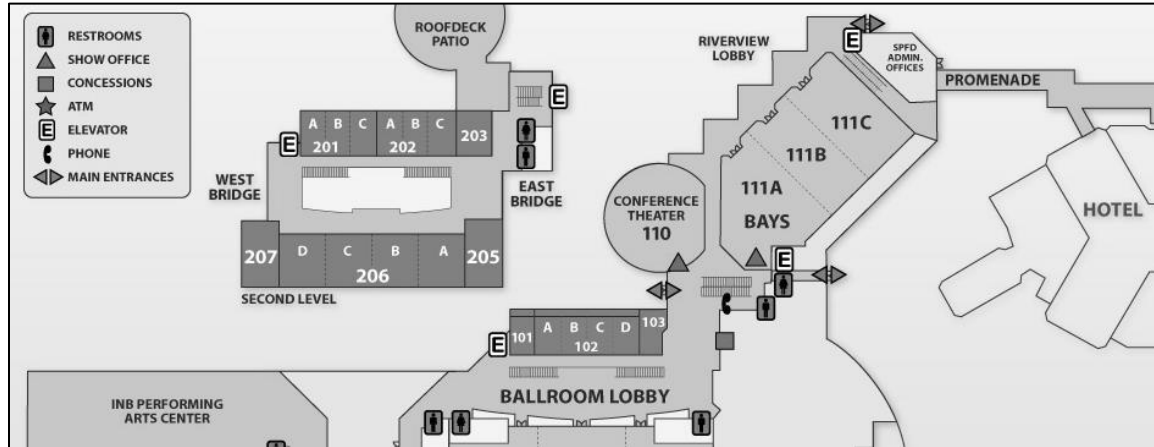 RESTROOMS
SHOW OFFICE
CONCESSIONS
ATM
E ELEVATOR
PHONE
MAIN ENTRANCES
ROOFDECK
PATIO
E
E
A B C A B C 203
201 202
WEST
BRIDGE
EAST
BRIDGE
207 D C B A 205
206
SECOND LEVEL
RIVERVIEW
LOBBY
E
SPFD
ADMIN.
OFFICES
PROMENADE
111C
111B
111A
BAYS
CONFERENCE
THEATER
110
HOTEL
E
E
101 A B C D 103
102
BALLROOM LOBBY
INB PERFORMING
ARTS CENTER